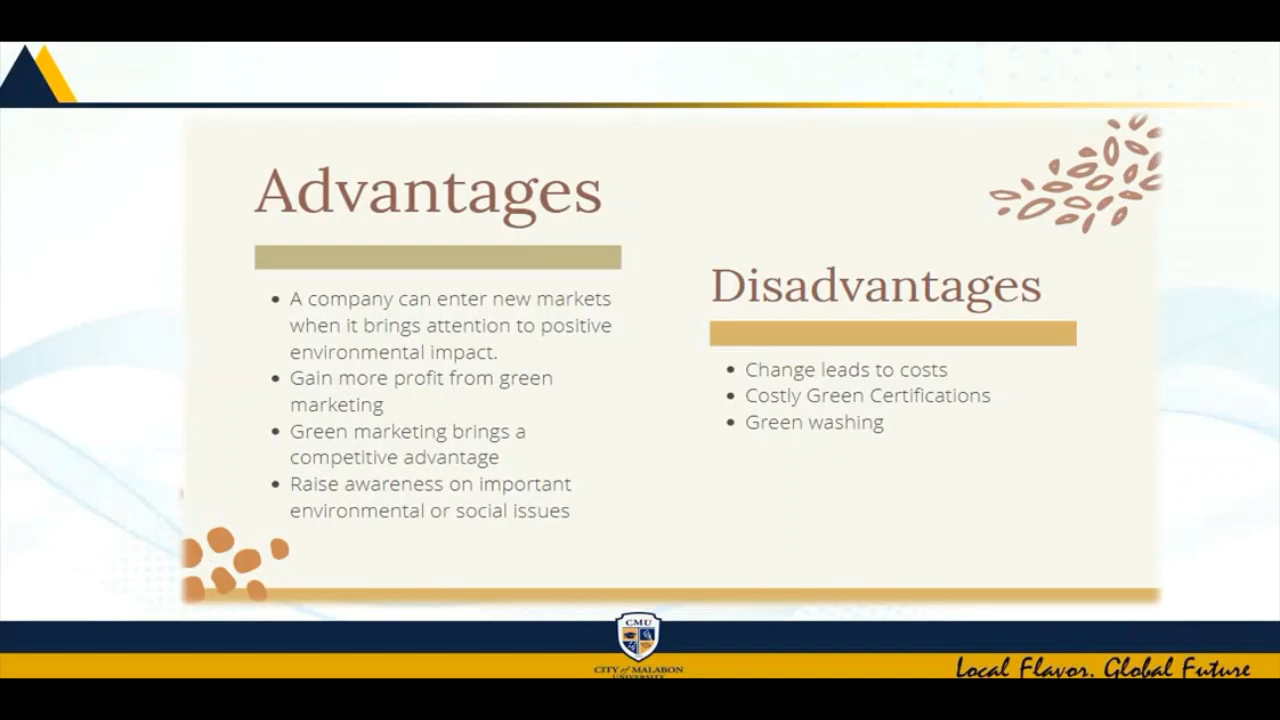 Advantages
A company can enter new markets
when it brings attention to positive
environmental impact.
Gain more profit from green
marketing
Green marketing brings a
competitive advantage
Raise awareness on important
environmental or social issues
Disadvantages
Change leads to costs
Costly Green Certifications
Green washing
CMU
CITY of MALABON
UNIVERSITY
Local Flavor. Global Future